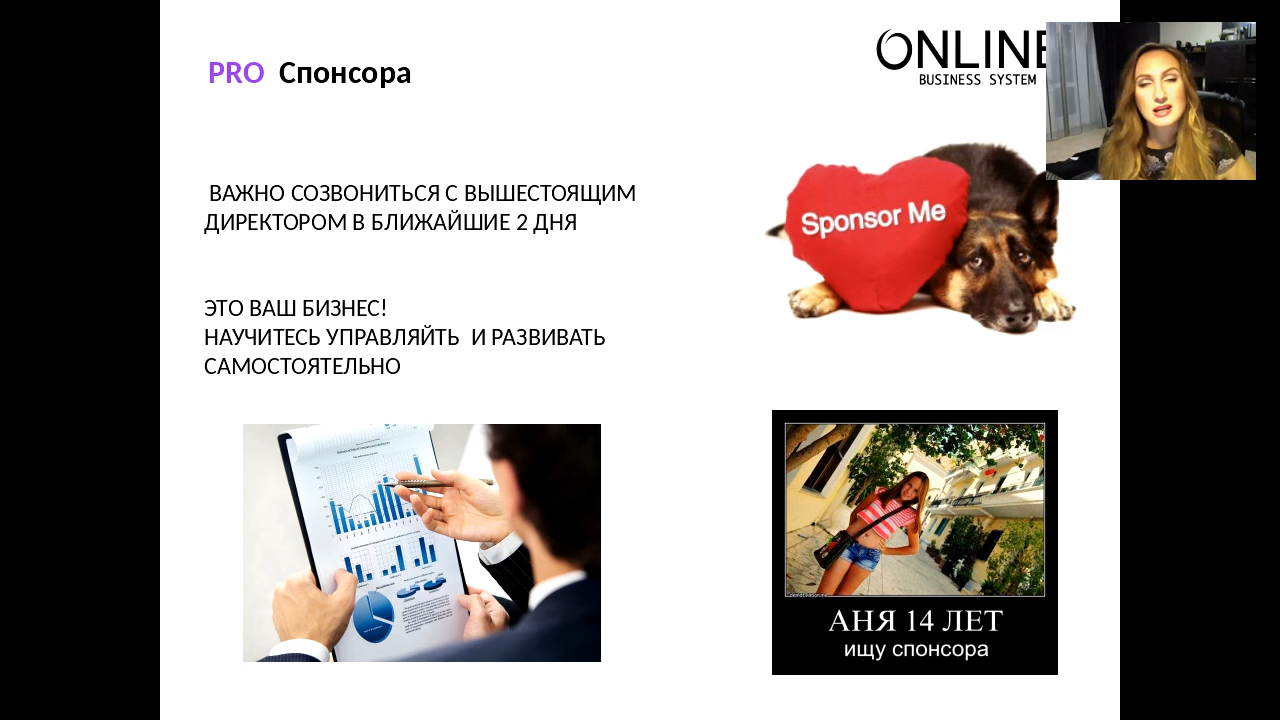 PRO Спонсора
ONLINE
BUSINESS SYSTEM
ВАЖНО СОЗВОНИТЬСЯ С ВЫШЕСТОЯЩИМ
ДИРЕКТОРОМ В БЛИЖАЙШИЕ 2 ДНЯ
Sponsor Me
ЭТО ВАШ БИЗНЕС!
НАУЧИТЕСЬ УПРАВЛЯЙТЬ И РАЗВИВАТЬ
САМОСТОЯТЕЛЬНО
АНЯ 14 ЛЕТ
ищу спонсора